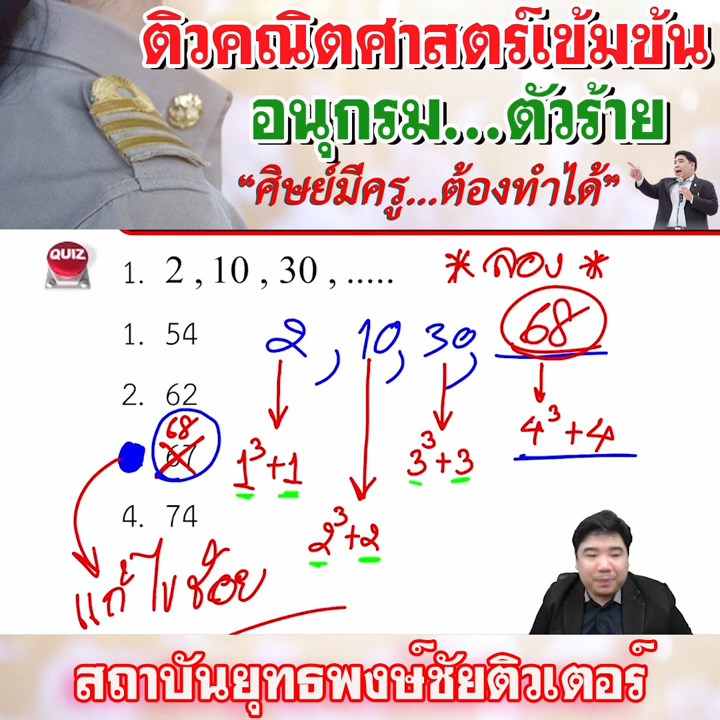 ติวคณิตศาสตร์เข้มข้น
อนุกรม...ตัวร้าย
“ศิษย์มีครู...ต้องทำได้”
QUIZ
1. 2 , 10 , 30 , .....
* ลอง *
1. 54
2 , 10 , 30 , 68
2. 62
68
67
4. 74
1³+1
2³+2
3³+3
4³+4
แก้ไขช้อย
สถาบันยุทธพงษ์ชัยติวเตอร์